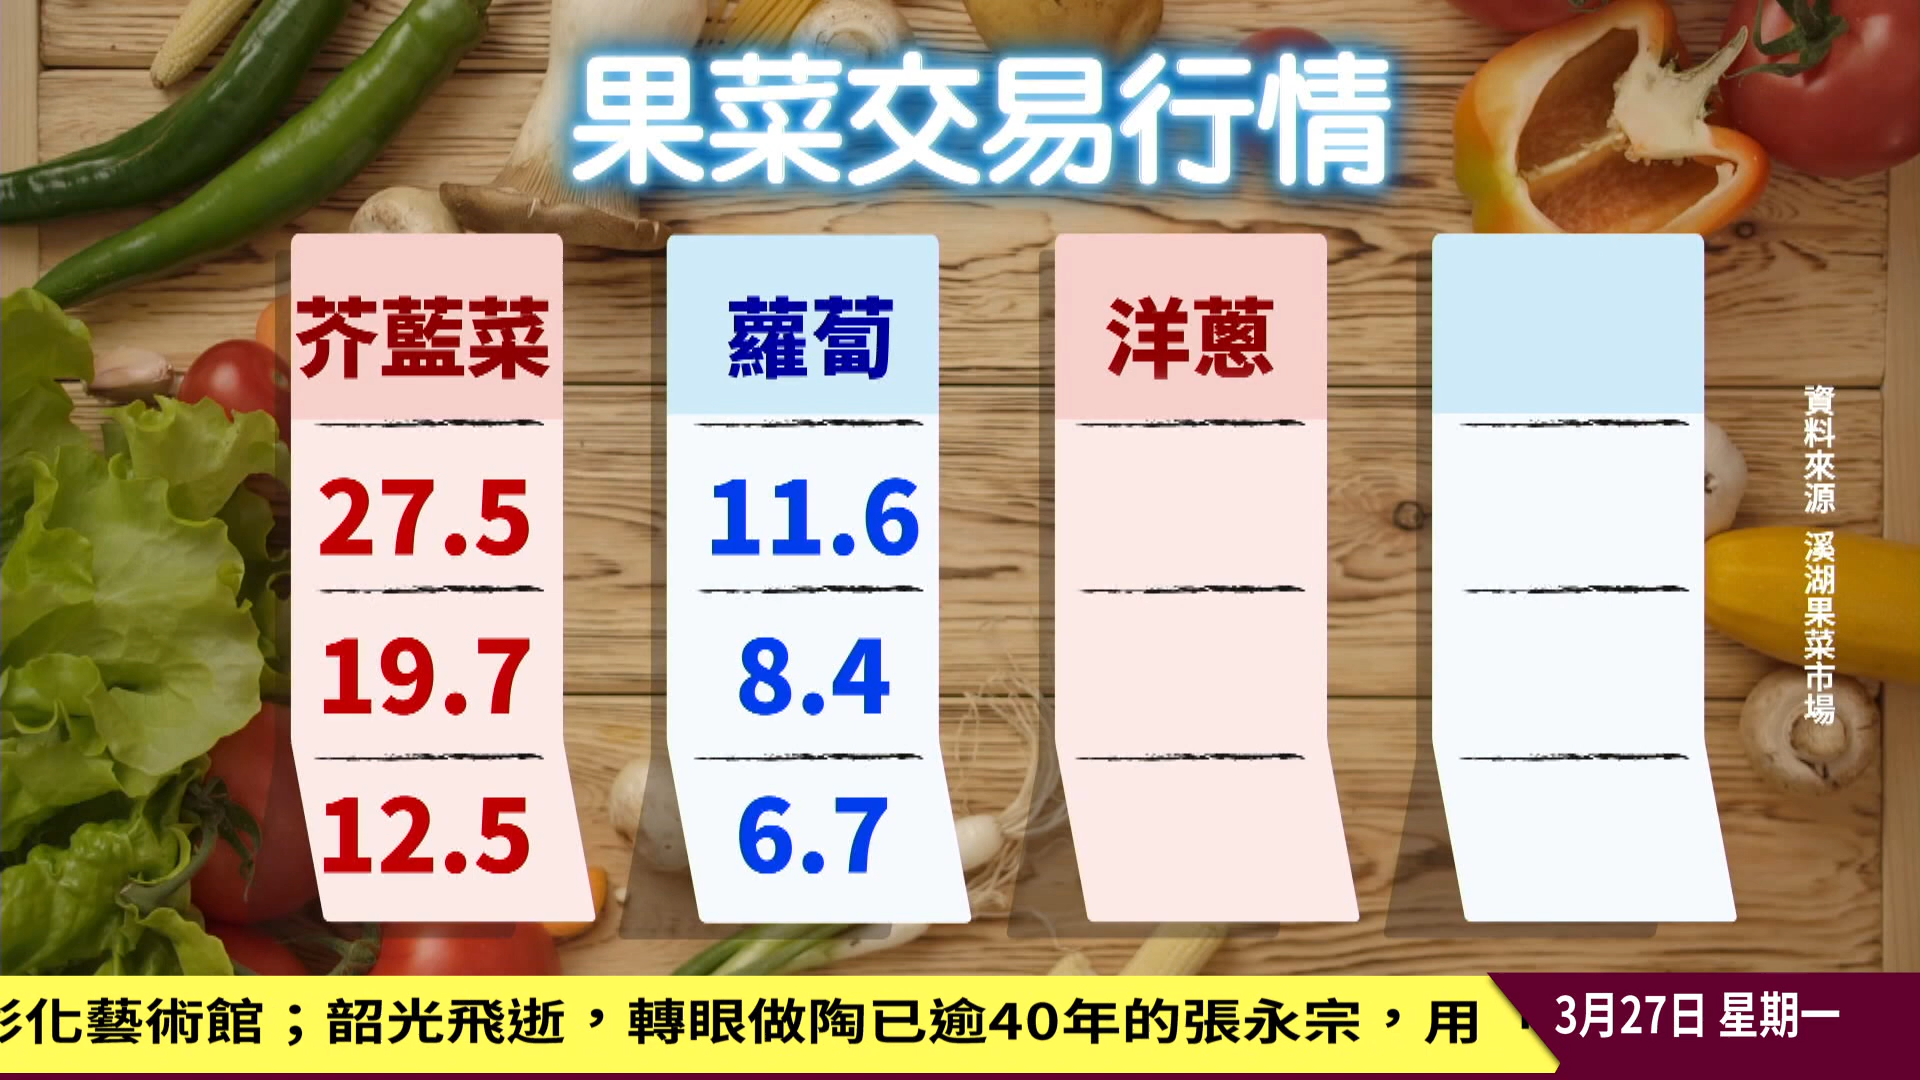 果菜交易行情
芥藍菜
27.5
19.7
12.5
蘿蔔
11.6
8.4
6.7
洋蔥
資料來源 溪湖果菜市場
化藝術館；韶光飛逝，轉眼做陶已逾40年的張永宗，用
3月27日 星期一